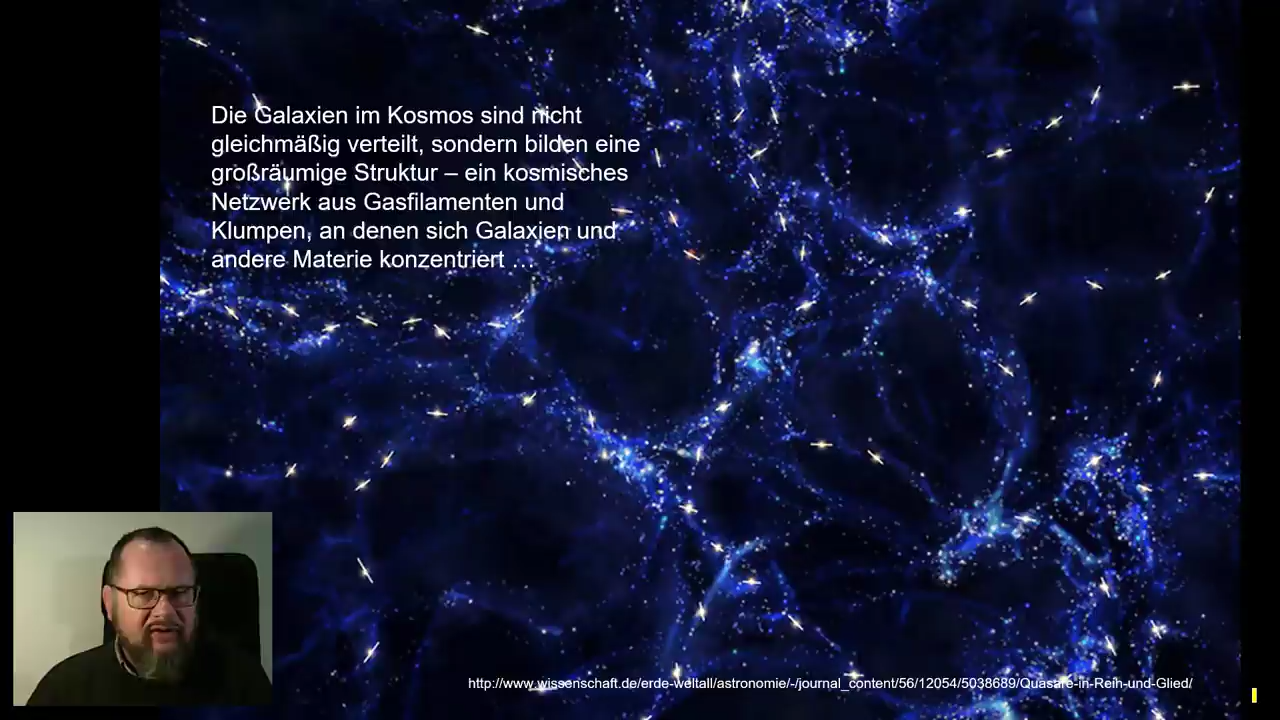 Die Galaxien im Kosmos sind nicht
gleichmäßig verteilt, sondern bilden eine
großräumige Struktur – ein kosmisches
Netzwerk aus Gasfilamenten und
Klumpen, an denen sich Galaxien und
andere Materie konzentriert …
http://www.wissenschaft.de/erde-weltall/astronomie/-/journal_content/56/12054/5038689/Quasare-in-Reih-und-Glied/